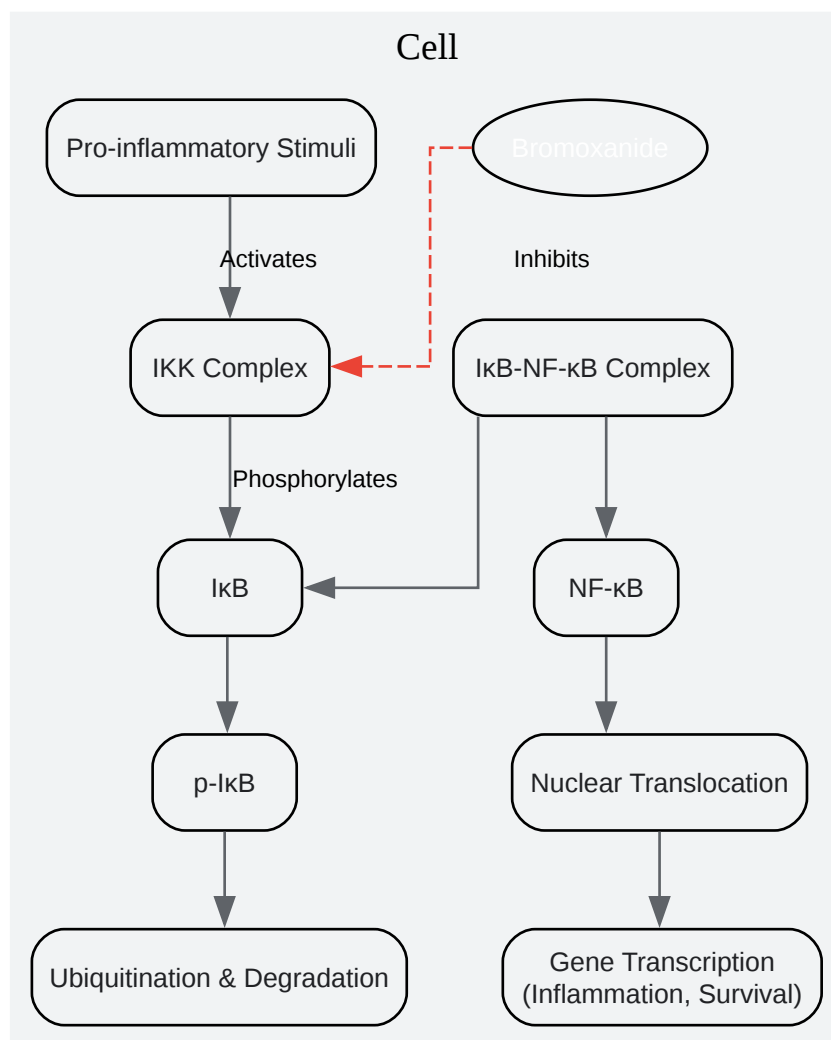 Cell
Pro-inflammatory Stimuli
Bromoxanide
Activates
Inhibits
IKK Complex
IκB-NF-κB Complex
Phosphorylates
IκB
NF-κB
p-IκB
Nuclear Translocation
Ubiquitination & Degradation
Gene Transcription
(Inflammation, Survival)